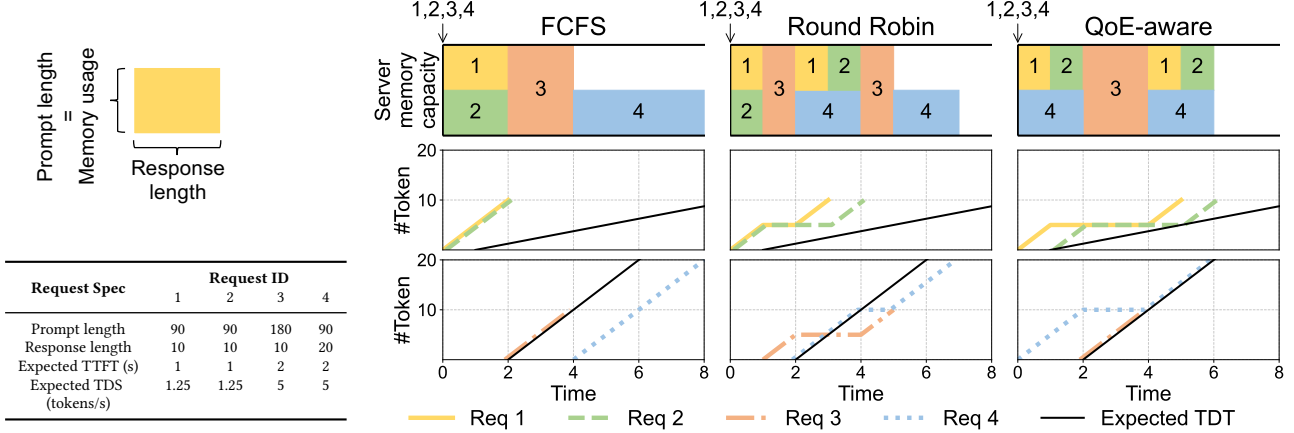 Prompt length
=
Memory usage
Response
length
Request Spec
Request ID
1 2 3 4
Prompt length 90 90 180 90
Response length 10 10 10 20
Expected TTFT (s) 1 1 2 2
Expected TDS 1.25 1.25 5 5
(tokens/s)
1,2,3,4
FCFS
1,2,3,4
Round Robin
1,2,3,4
QoE-aware
Server
memory
capacity
1
2
3
4
1
2
3
1
2
4
3
4
1
2
4
3
1
2
4
#Token
20
10
#Token
20
10
0 2 4 6 8
Time
0 2 4 6 8
Time
0 2 4 6 8
Time
Req 1 Req 2 Req 3 Req 4 Expected TDT